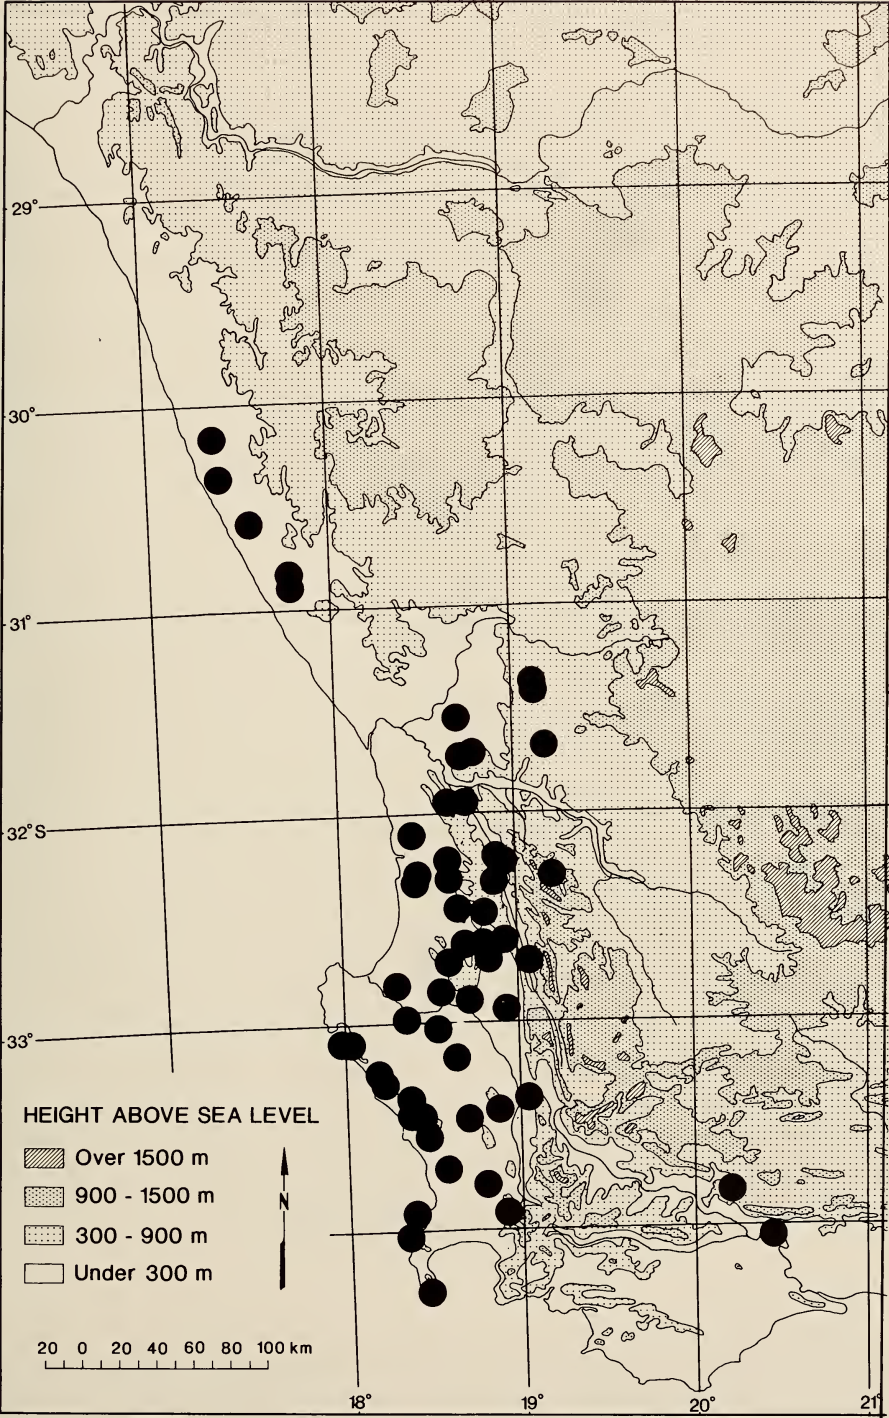 29°
30°
31°
32°S
33°
HEIGHT ABOVE SEA LEVEL
Over 1500 m
900 - 1500 m
300 - 900 m
Under 300 m
N
20 0 20 40 60 80 100 km
18° 19° 20° 21°